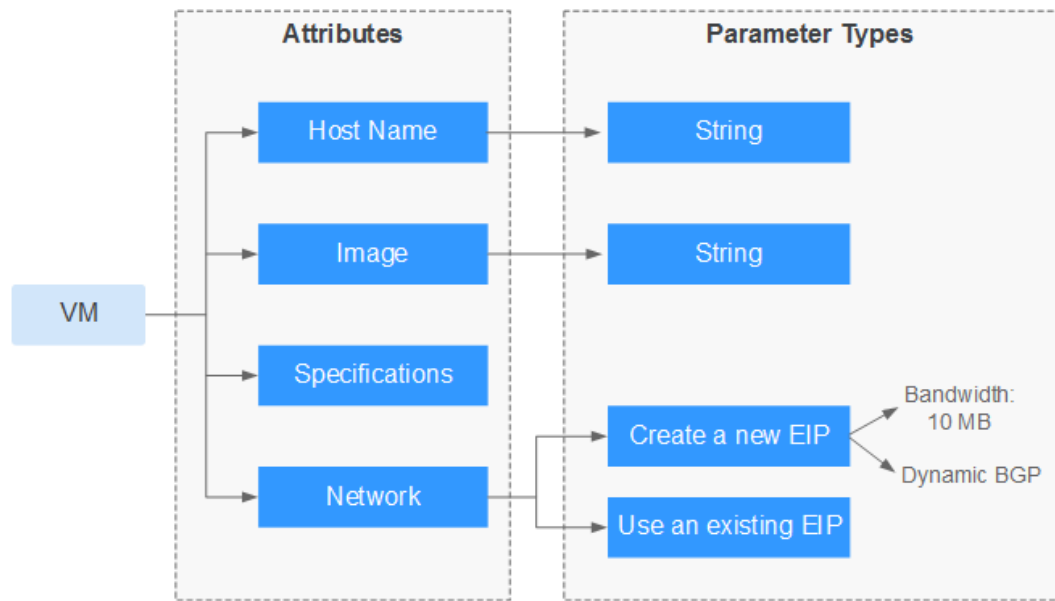 Attributes
Parameter Types
Host Name
String
Image
String
VM
Specifications
Network
Create a new EIP
Bandwidth:
10 MB
Dynamic BGP
Use an existing EIP